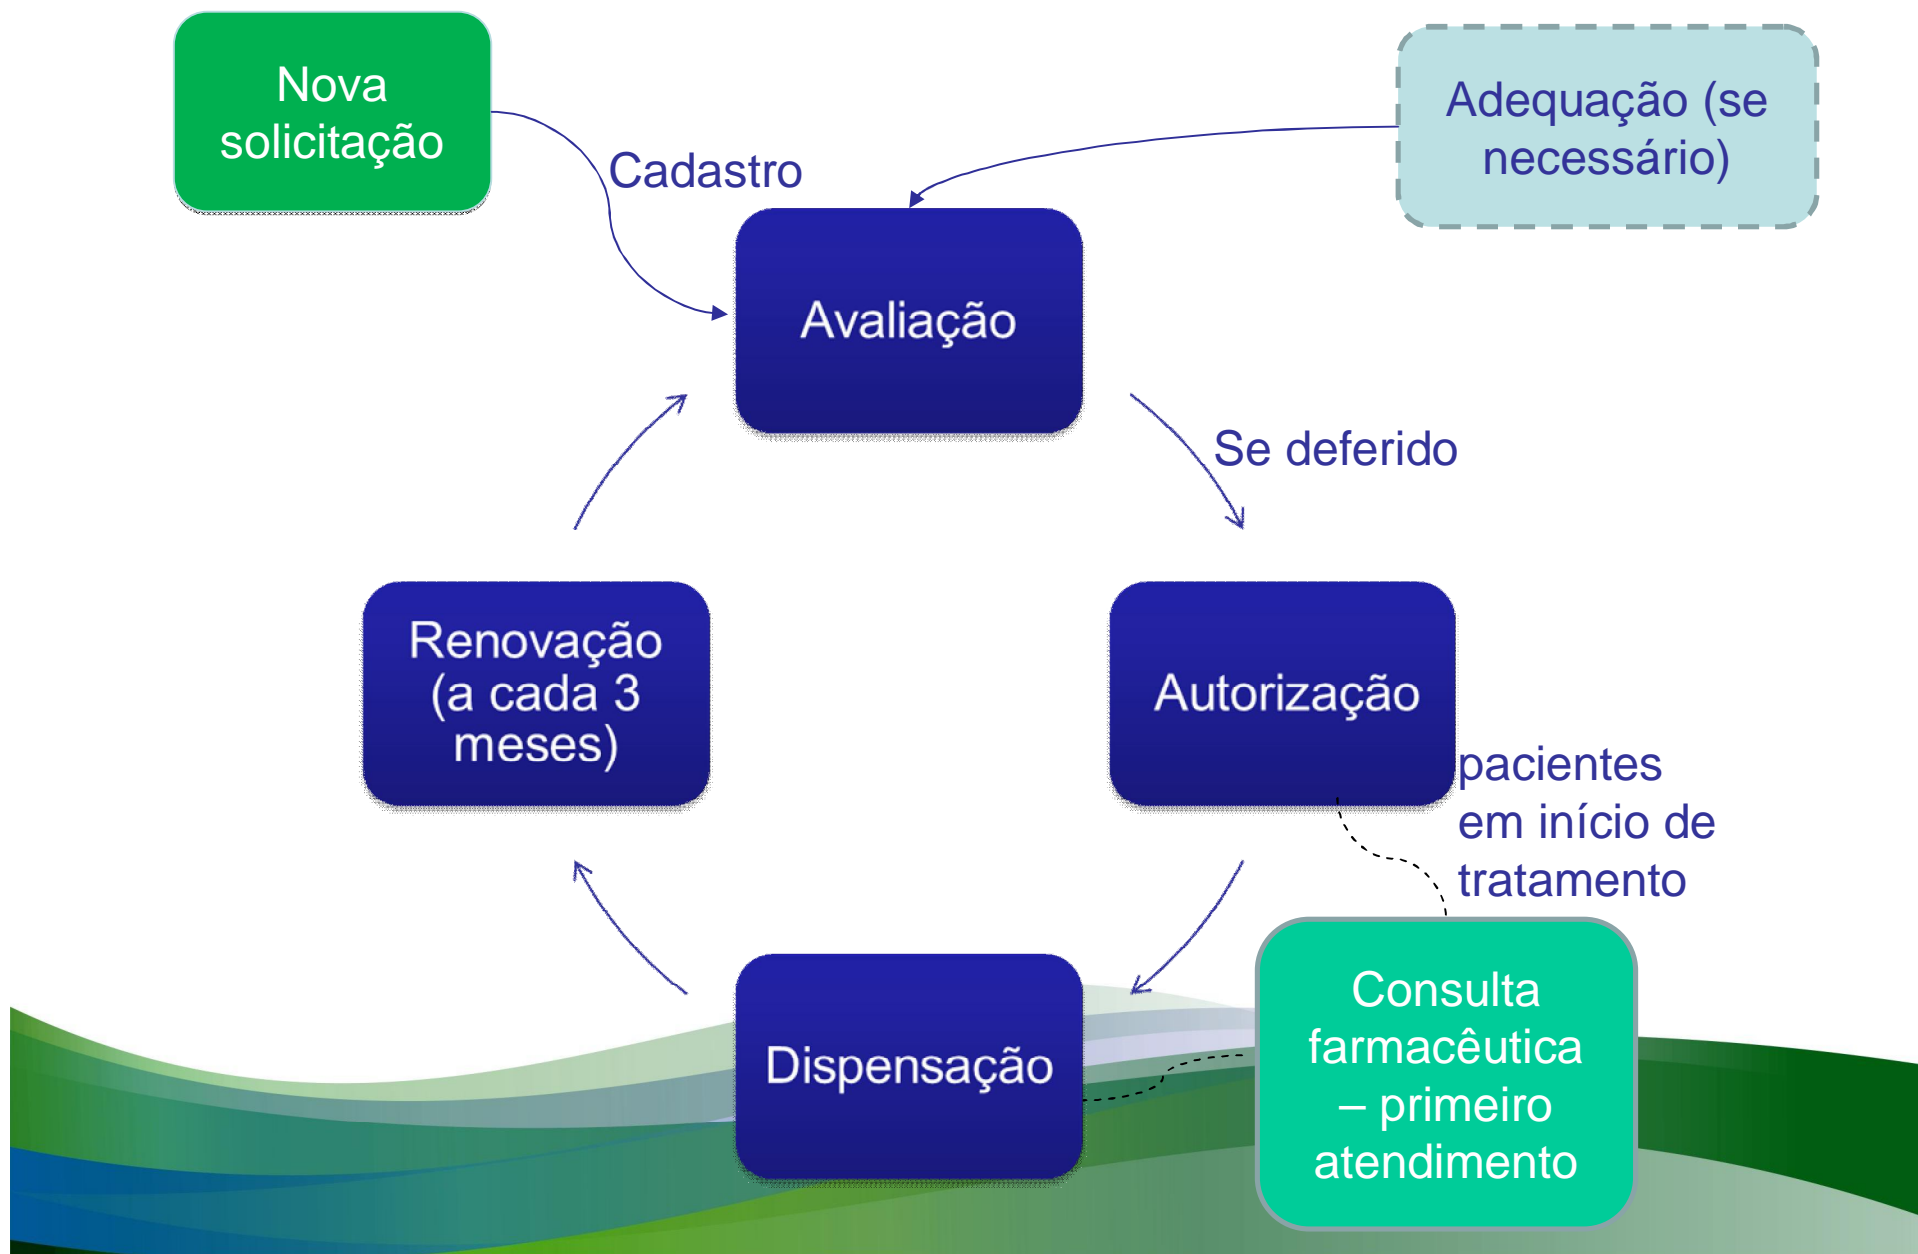 Nova
solicitação
Adequação (se
necessário)
Cadastro
Avaliação
Se deferido
Renovação
(a cada 3
meses)
Autorização
pacientes
em início de
tratamento
Dispensação
Consulta
farmacêutica
– primeiro
atendimento